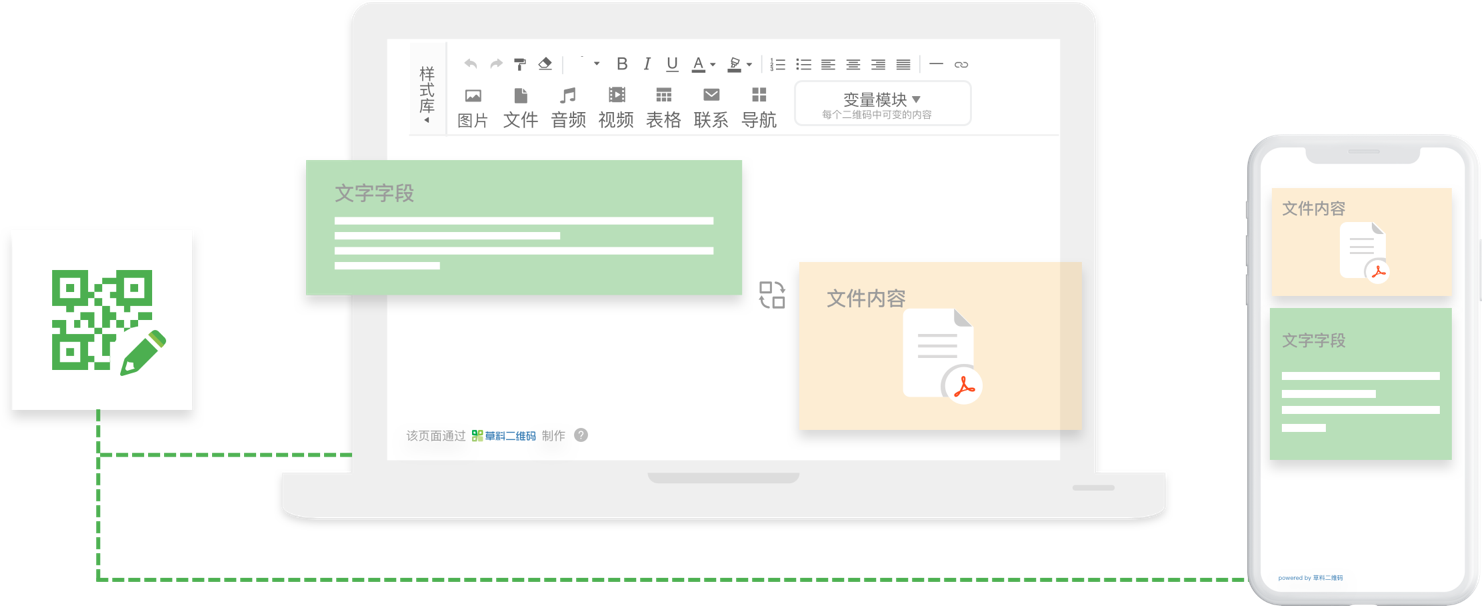 样式库
B I U A
图片 文件 音频 视频 表格 联系 导航
变量模块
每个二维码中可变的内容
文字字段
文件内容
该页面通过 草料二维码 制作 ?
文件内容
文字字段
powered by 草料二维码